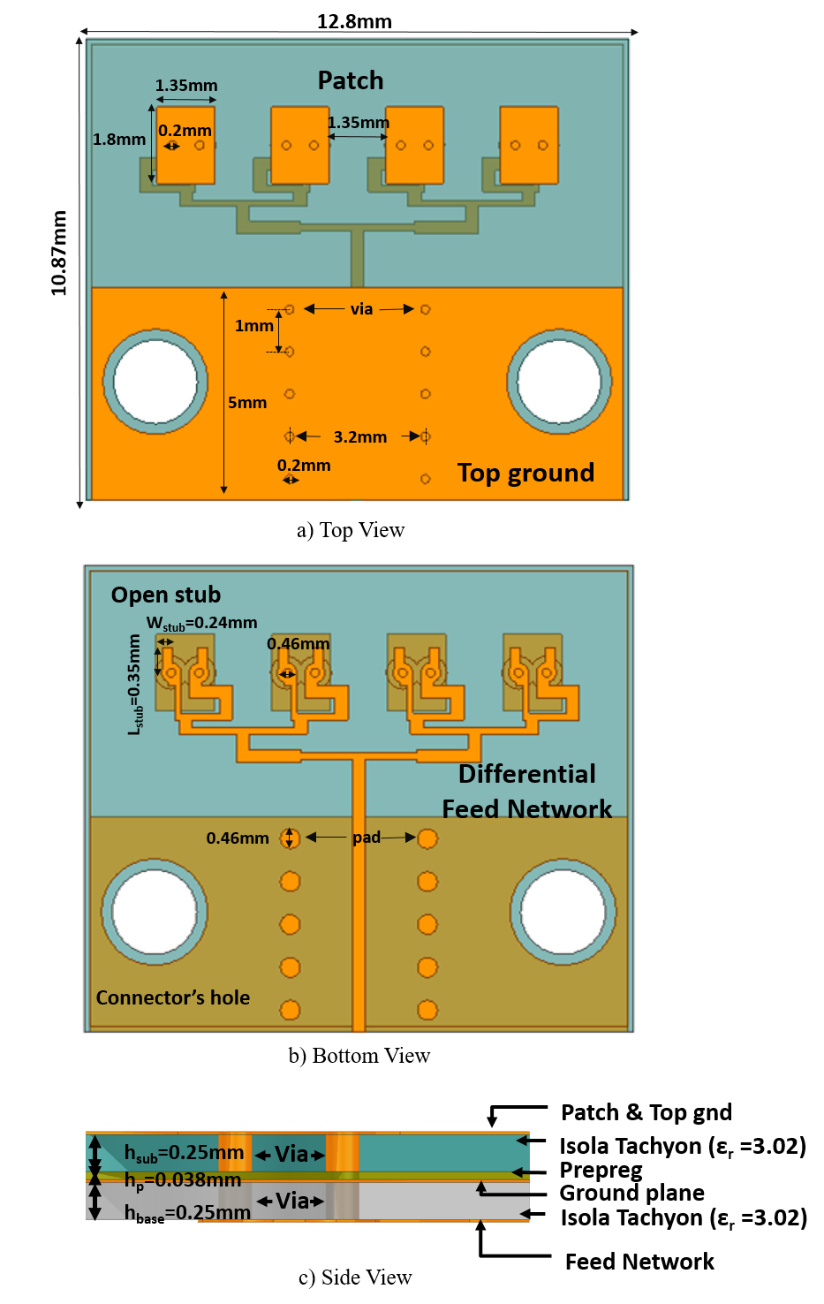 12.8mm
Patch
1.35mm
1.35mm
0.2mm
1.8mm
10.87mm
via
1mm
5mm
3.2mm
0.2mm
Top ground
a) Top View
Open stub
Wstub=0.24mm
0.46mm
Lstub=0.35mm
Differential
Feed Network
0.46mm
pad
Connector's hole
b) Bottom View
Patch & Top gnd
hsub=0.25mm
Via
Isola Tachyon (εr =3.02)
Prepreg
hp=0.038mm
Ground plane
Via
hbase=0.25mm
Isola Tachyon (εr =3.02)
Feed Network
c) Side View